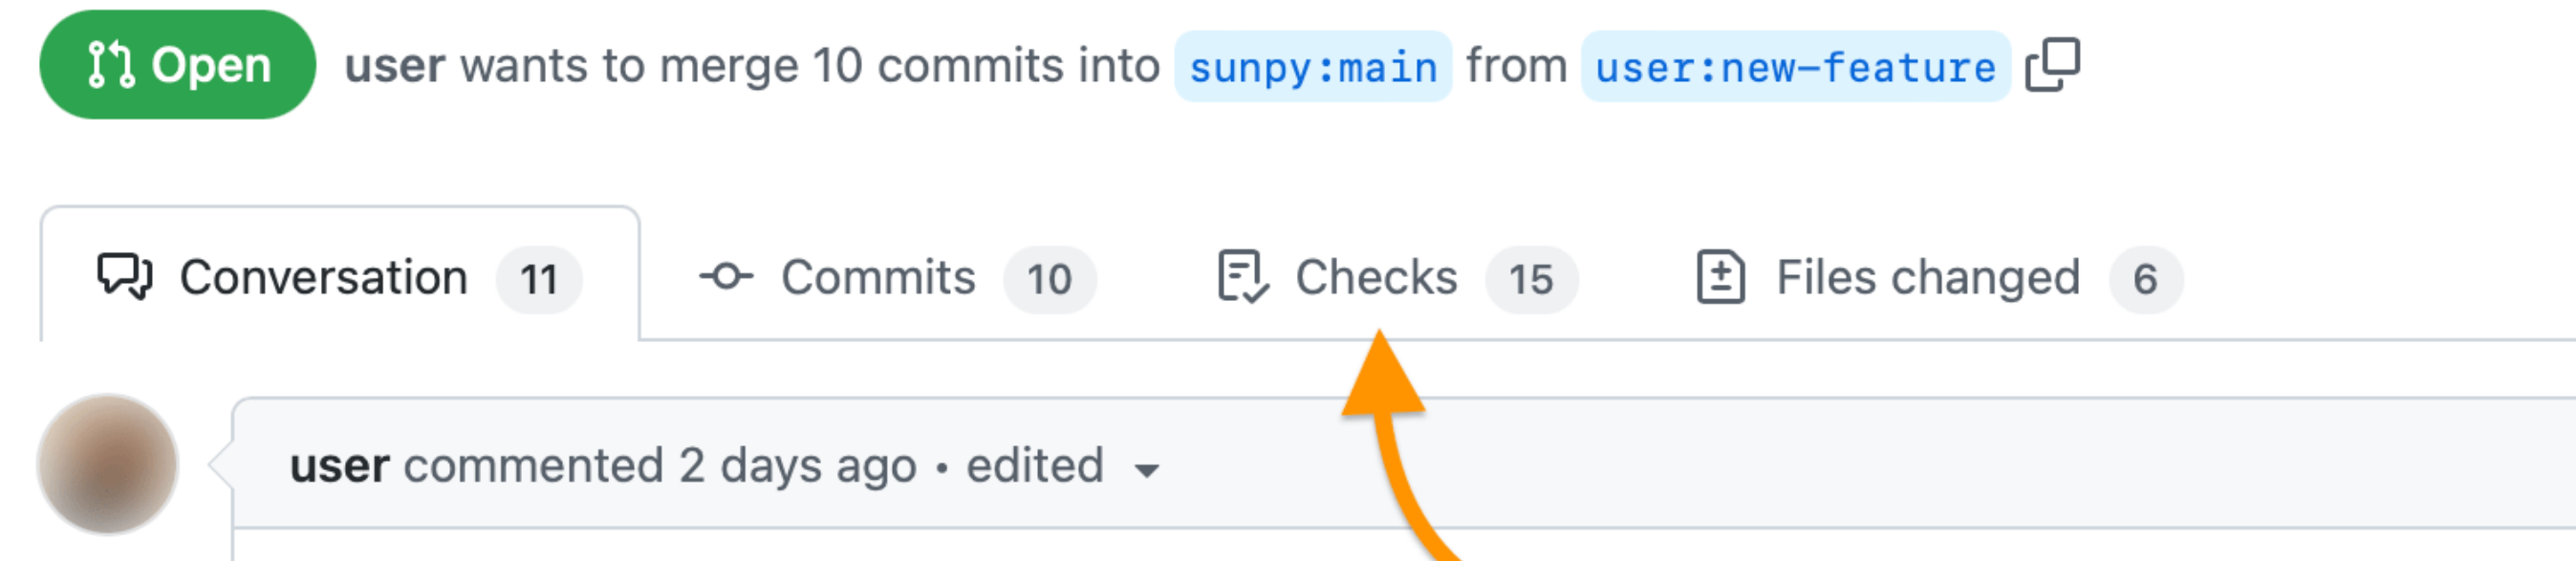 Open user wants to merge 10 commits into sunpy:main from user:new-feature
Conversation 11 Commits 10 Checks 15 Files changed 6
user commented 2 days ago • edited